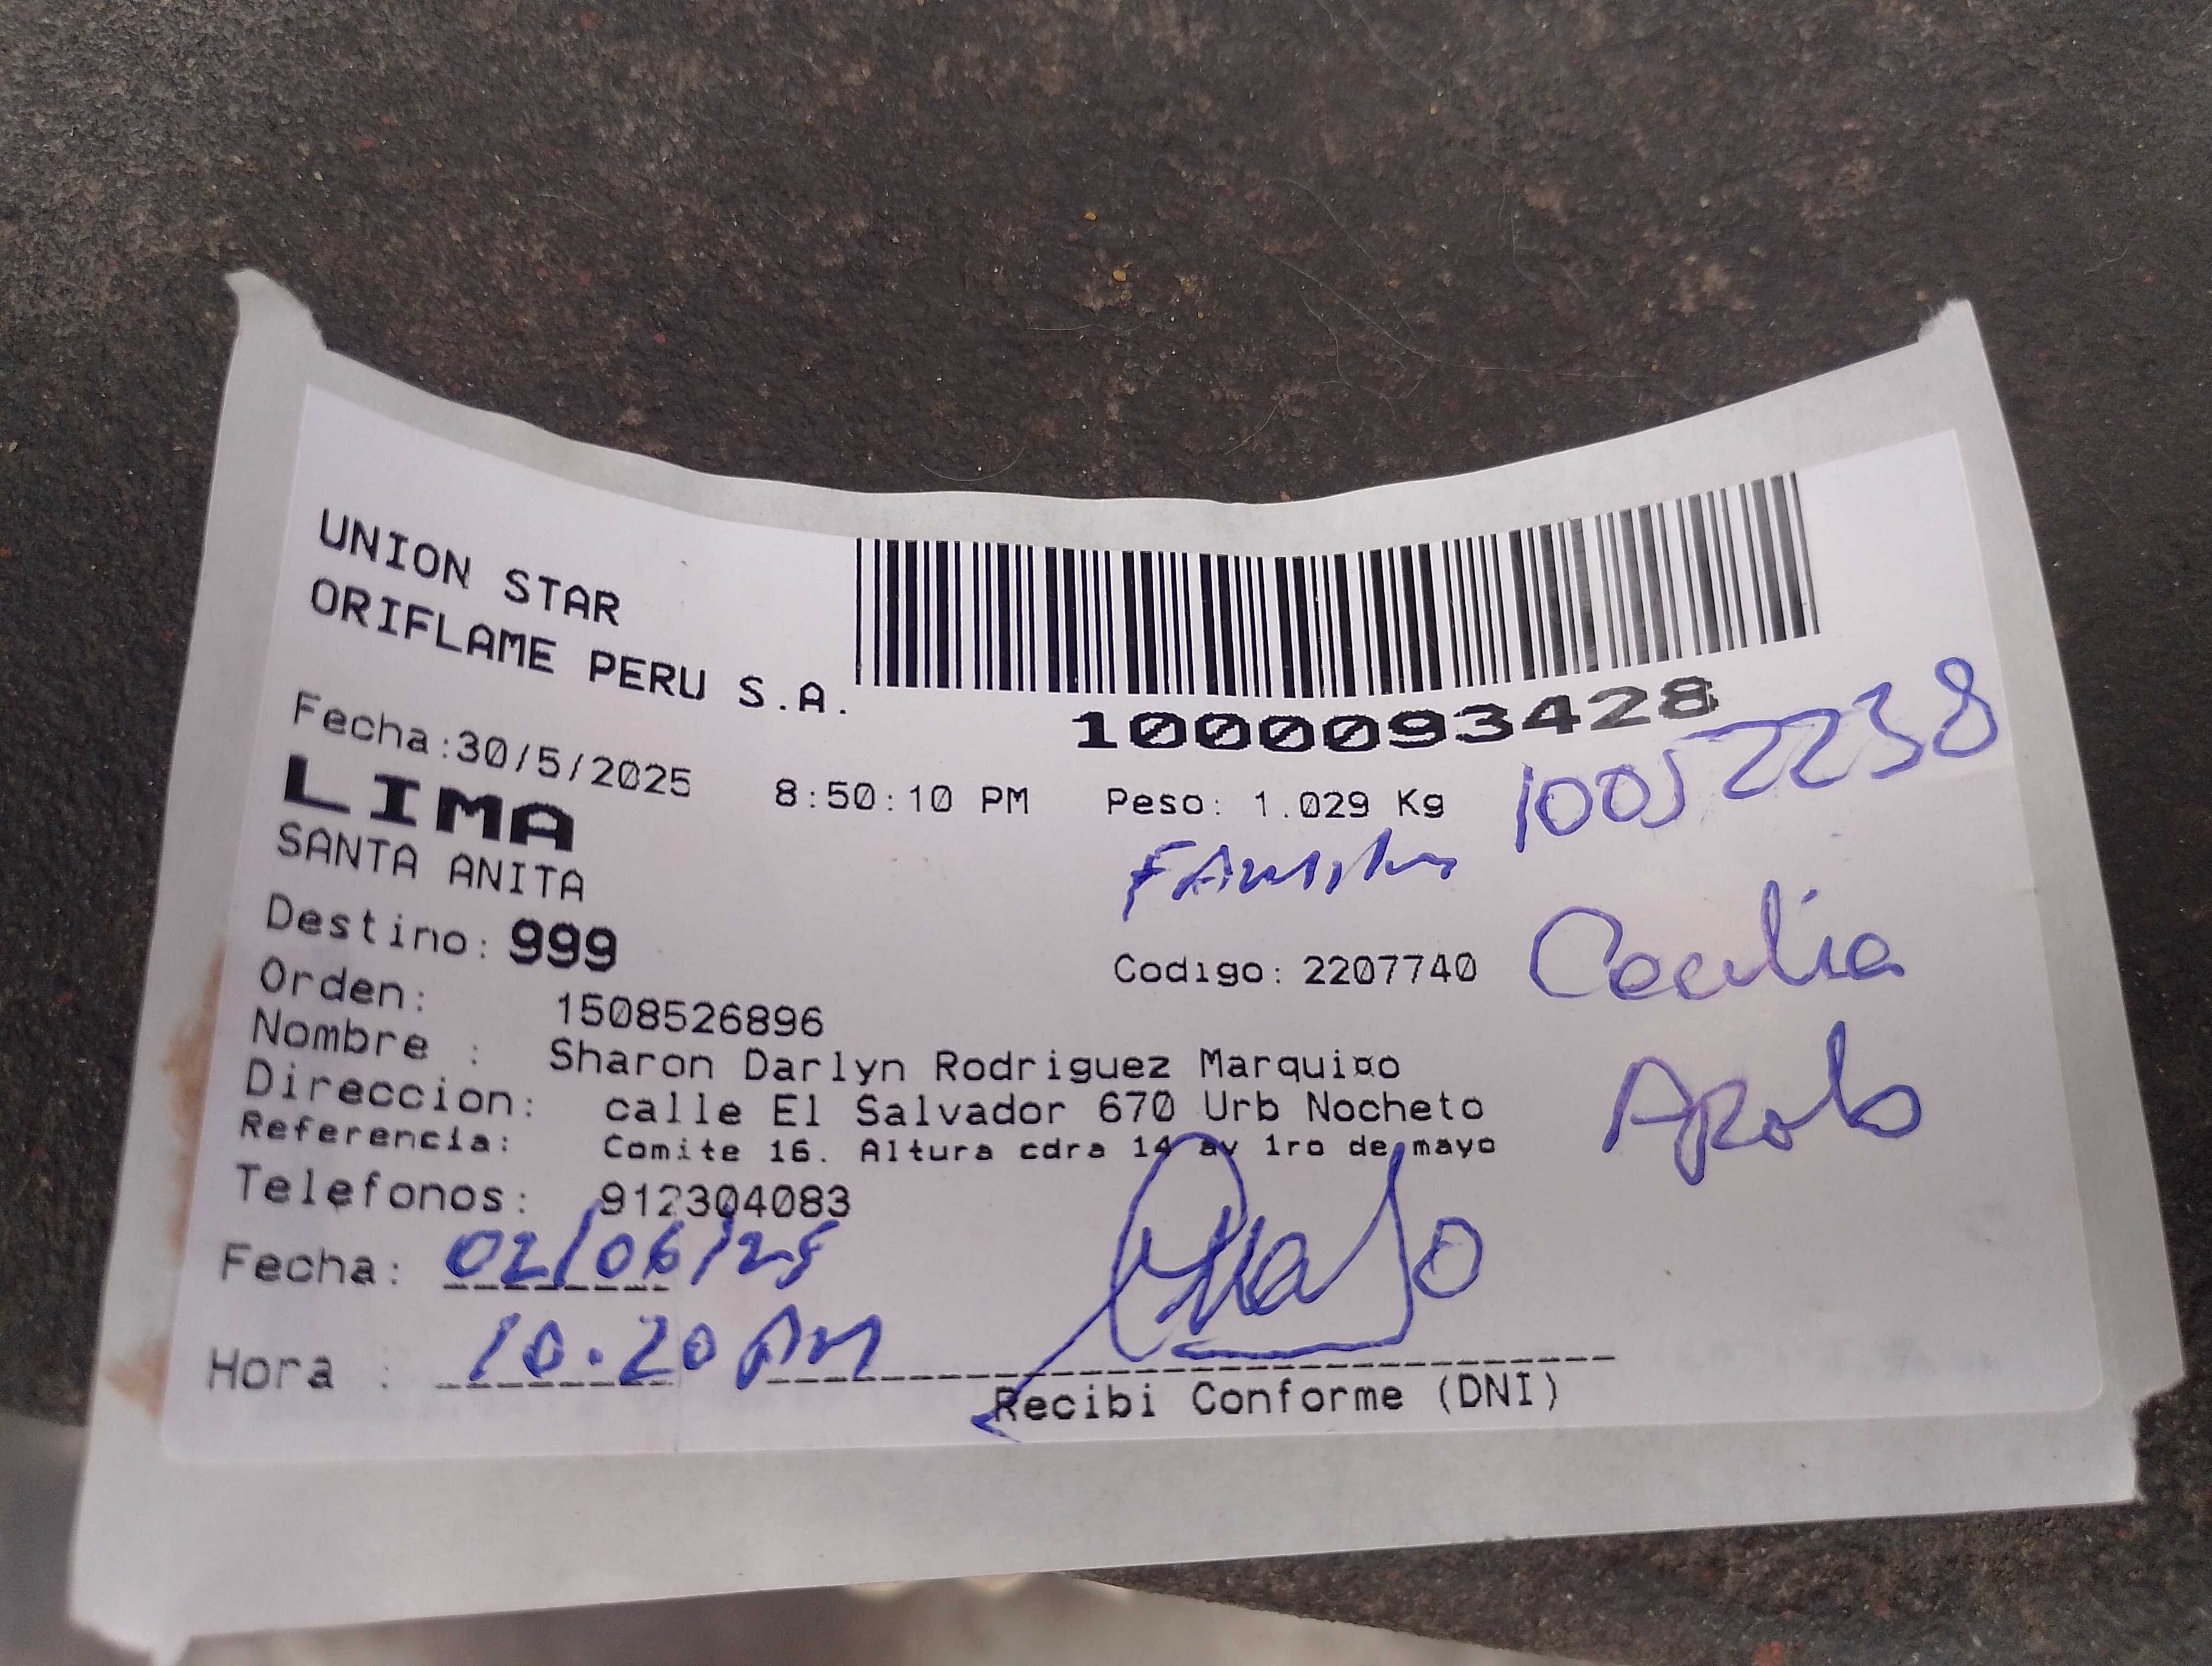 UNION STAR
ORIFLAME PERU S.A.
1000093428
Fecha:30/5/2025 8:50:10 PM Peso: 1.029 Kg
10052238
LIMA
SANTA ANITA
Destino: 999
Codigo: 2207740
Cecilia
Orden: 1508526896
Nombre : Sharon Darlyn Rodriguez Marquiño
Direccion: calle El Salvador 670 Urb Nocheto
Referencia: Comite 16. Altura cdra 14 av 1ro de mayo
Telefonos: 912304083
Fecha: 02/06/25
Hora : 10.20 AM
Recibi Conforme (DNI)